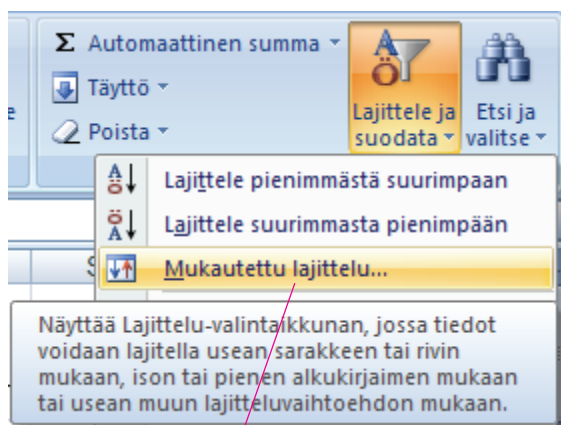 Σ Automaattinen summa
Täyttö
Poista
Lajittele ja
suodata
Etsi ja
valitse
Lajittele pienimmästä suurimpaan
Lajittele suurimmasta pienimpään
Mukautettu lajittelu...
Näyttää Lajittelu-valintaikkunan, jossa tiedot
voidaan lajitella usean sarakkeen tai rivin
mukaan, ison tai pienen alkukirjaimen mukaan
tai usean muun lajitteluvaihtoehdon mukaan.